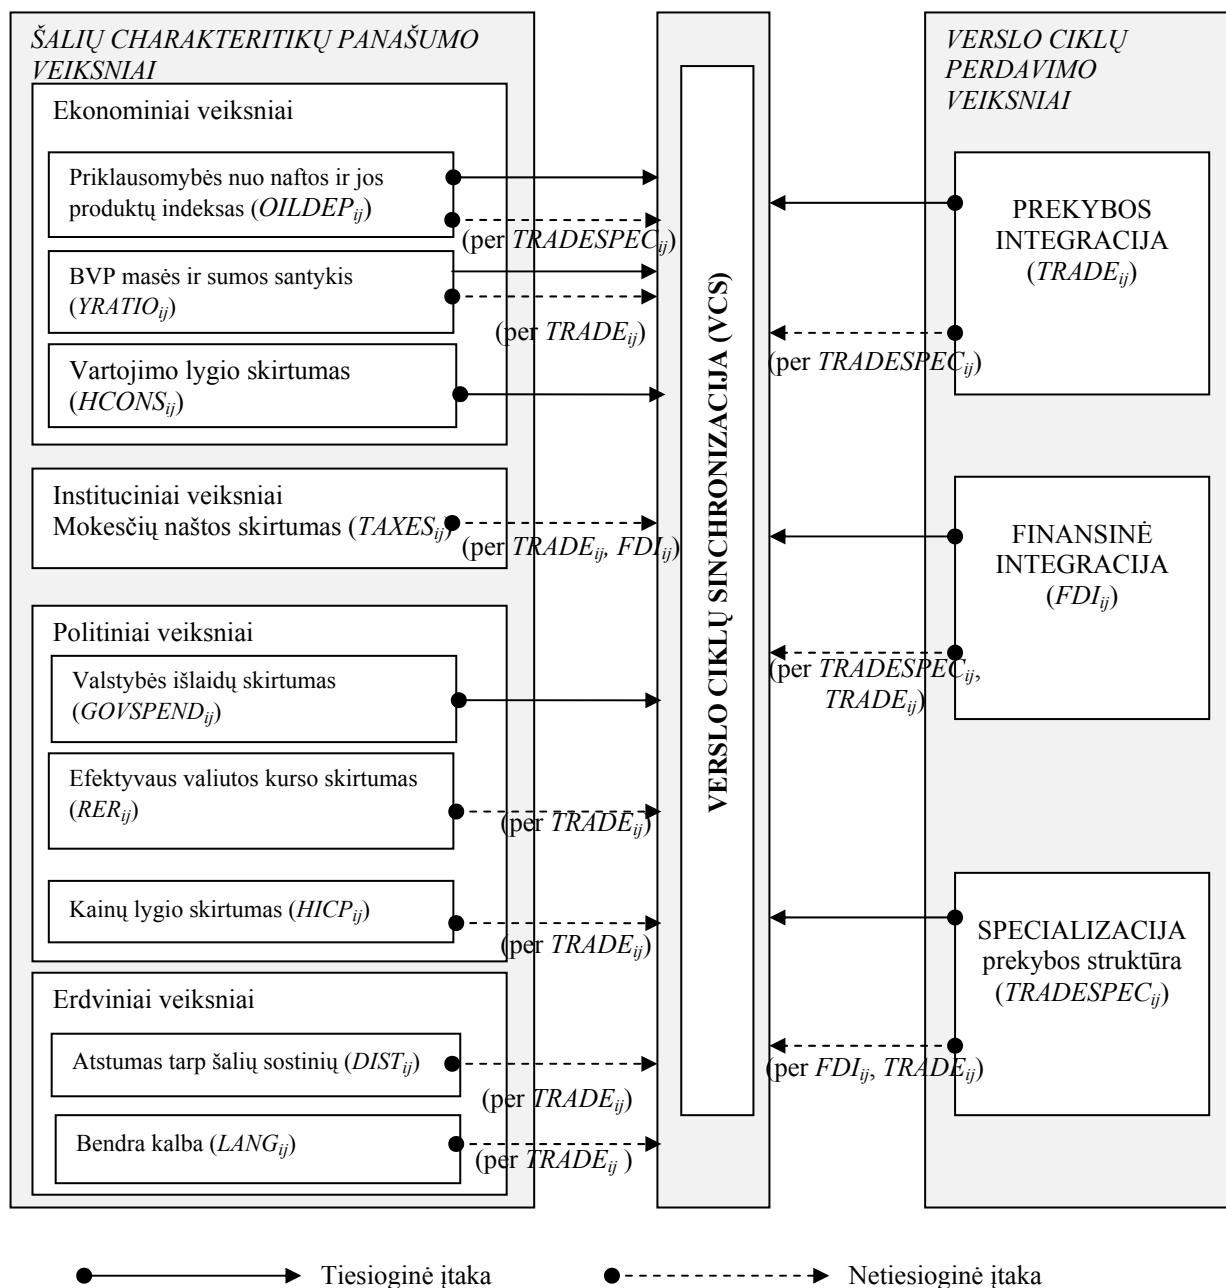 ŠALIŲ CHARAKTERITIKŲ PANAŠUMO
VEIKSNIAI
Ekonominiai veiksniai
Priklausomybės nuo naftos ir jos
produktų indeksas (OILDEPij)
(per TRADESPECij)
BVP masės ir sumos santykis
(YRATIOij)
(per TRADEij)
Vartojimo lygio skirtumas
(HCONSij)
Instituciniai veiksniai
Mokesčių naštos skirtumas (TAXESij)
(per TRADEij, FDIij)
Politiniai veiksniai
Valstybės išlaidų skirtumas
(GOVSPENDij)
Efektyvaus valiutos kurso skirtumas
(RERij)
(per TRADEij)
Kainų lygio skirtumas (HICPij)
(per TRADEij)
Erdviniai veiksniai
Atstumas tarp šalių sostinių (DISTij)
(per TRADEij)
Bendra kalba (LANGij)
(per TRADEij )
VERSLO CIKLŲ SINCHRONIZACIJA (VCS)
VERSLO CIKLŲ
PERDAVIMO
VEIKSNIAI
PREKYBOS
INTEGRACIJA
(TRADEij)
(per TRADESPECij)
FINANSINĖ
INTEGRACIJA
(FDIij)
(per TRADESPECij,
TRADEij)
SPECIALIZACIJA
prekybos struktūra
(TRADESPECij)
(per FDIij, TRADEij)
Tiesioginė įtaka
Netiesioginė įtaka